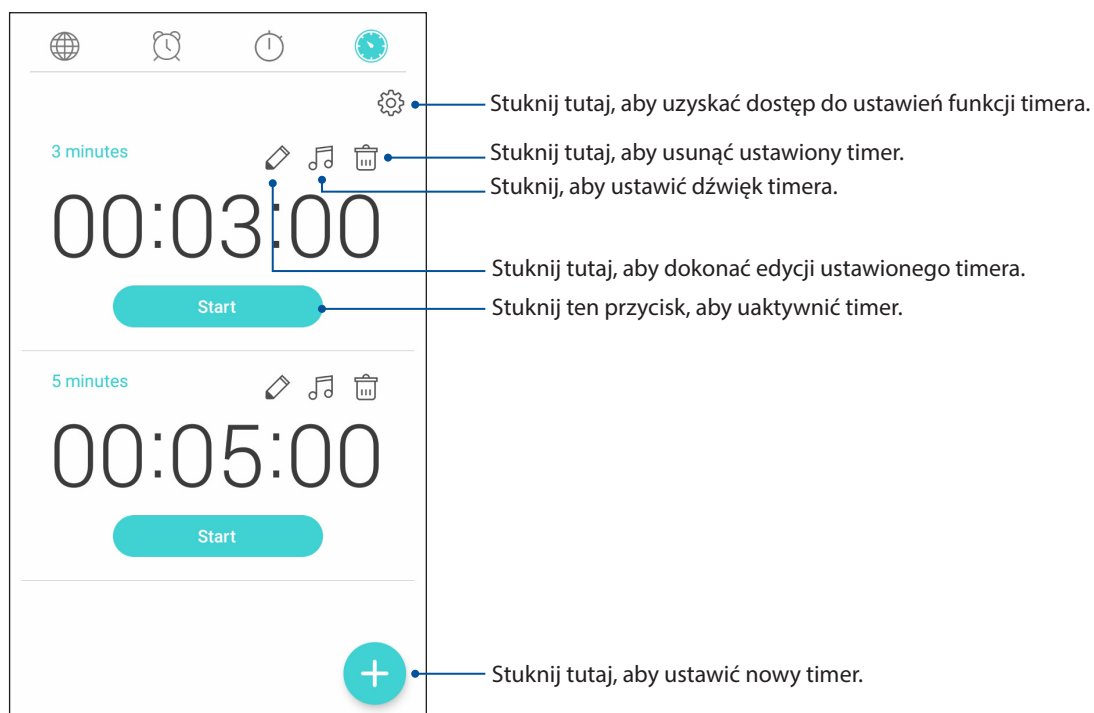 Stuknij tutaj, aby uzyskać dostęp do ustawień funkcji timera.
3 minutes
Stuknij tutaj, aby usunąć ustawiony timer.
Stuknij, aby ustawić dźwięk timera.
00:03:00
Stuknij tutaj, aby dokonać edycji ustawionego timera.
Start
Stuknij ten przycisk, aby uaktywnić timer.
5 minutes
00:05:00
Start
Stuknij tutaj, aby ustawić nowy timer.